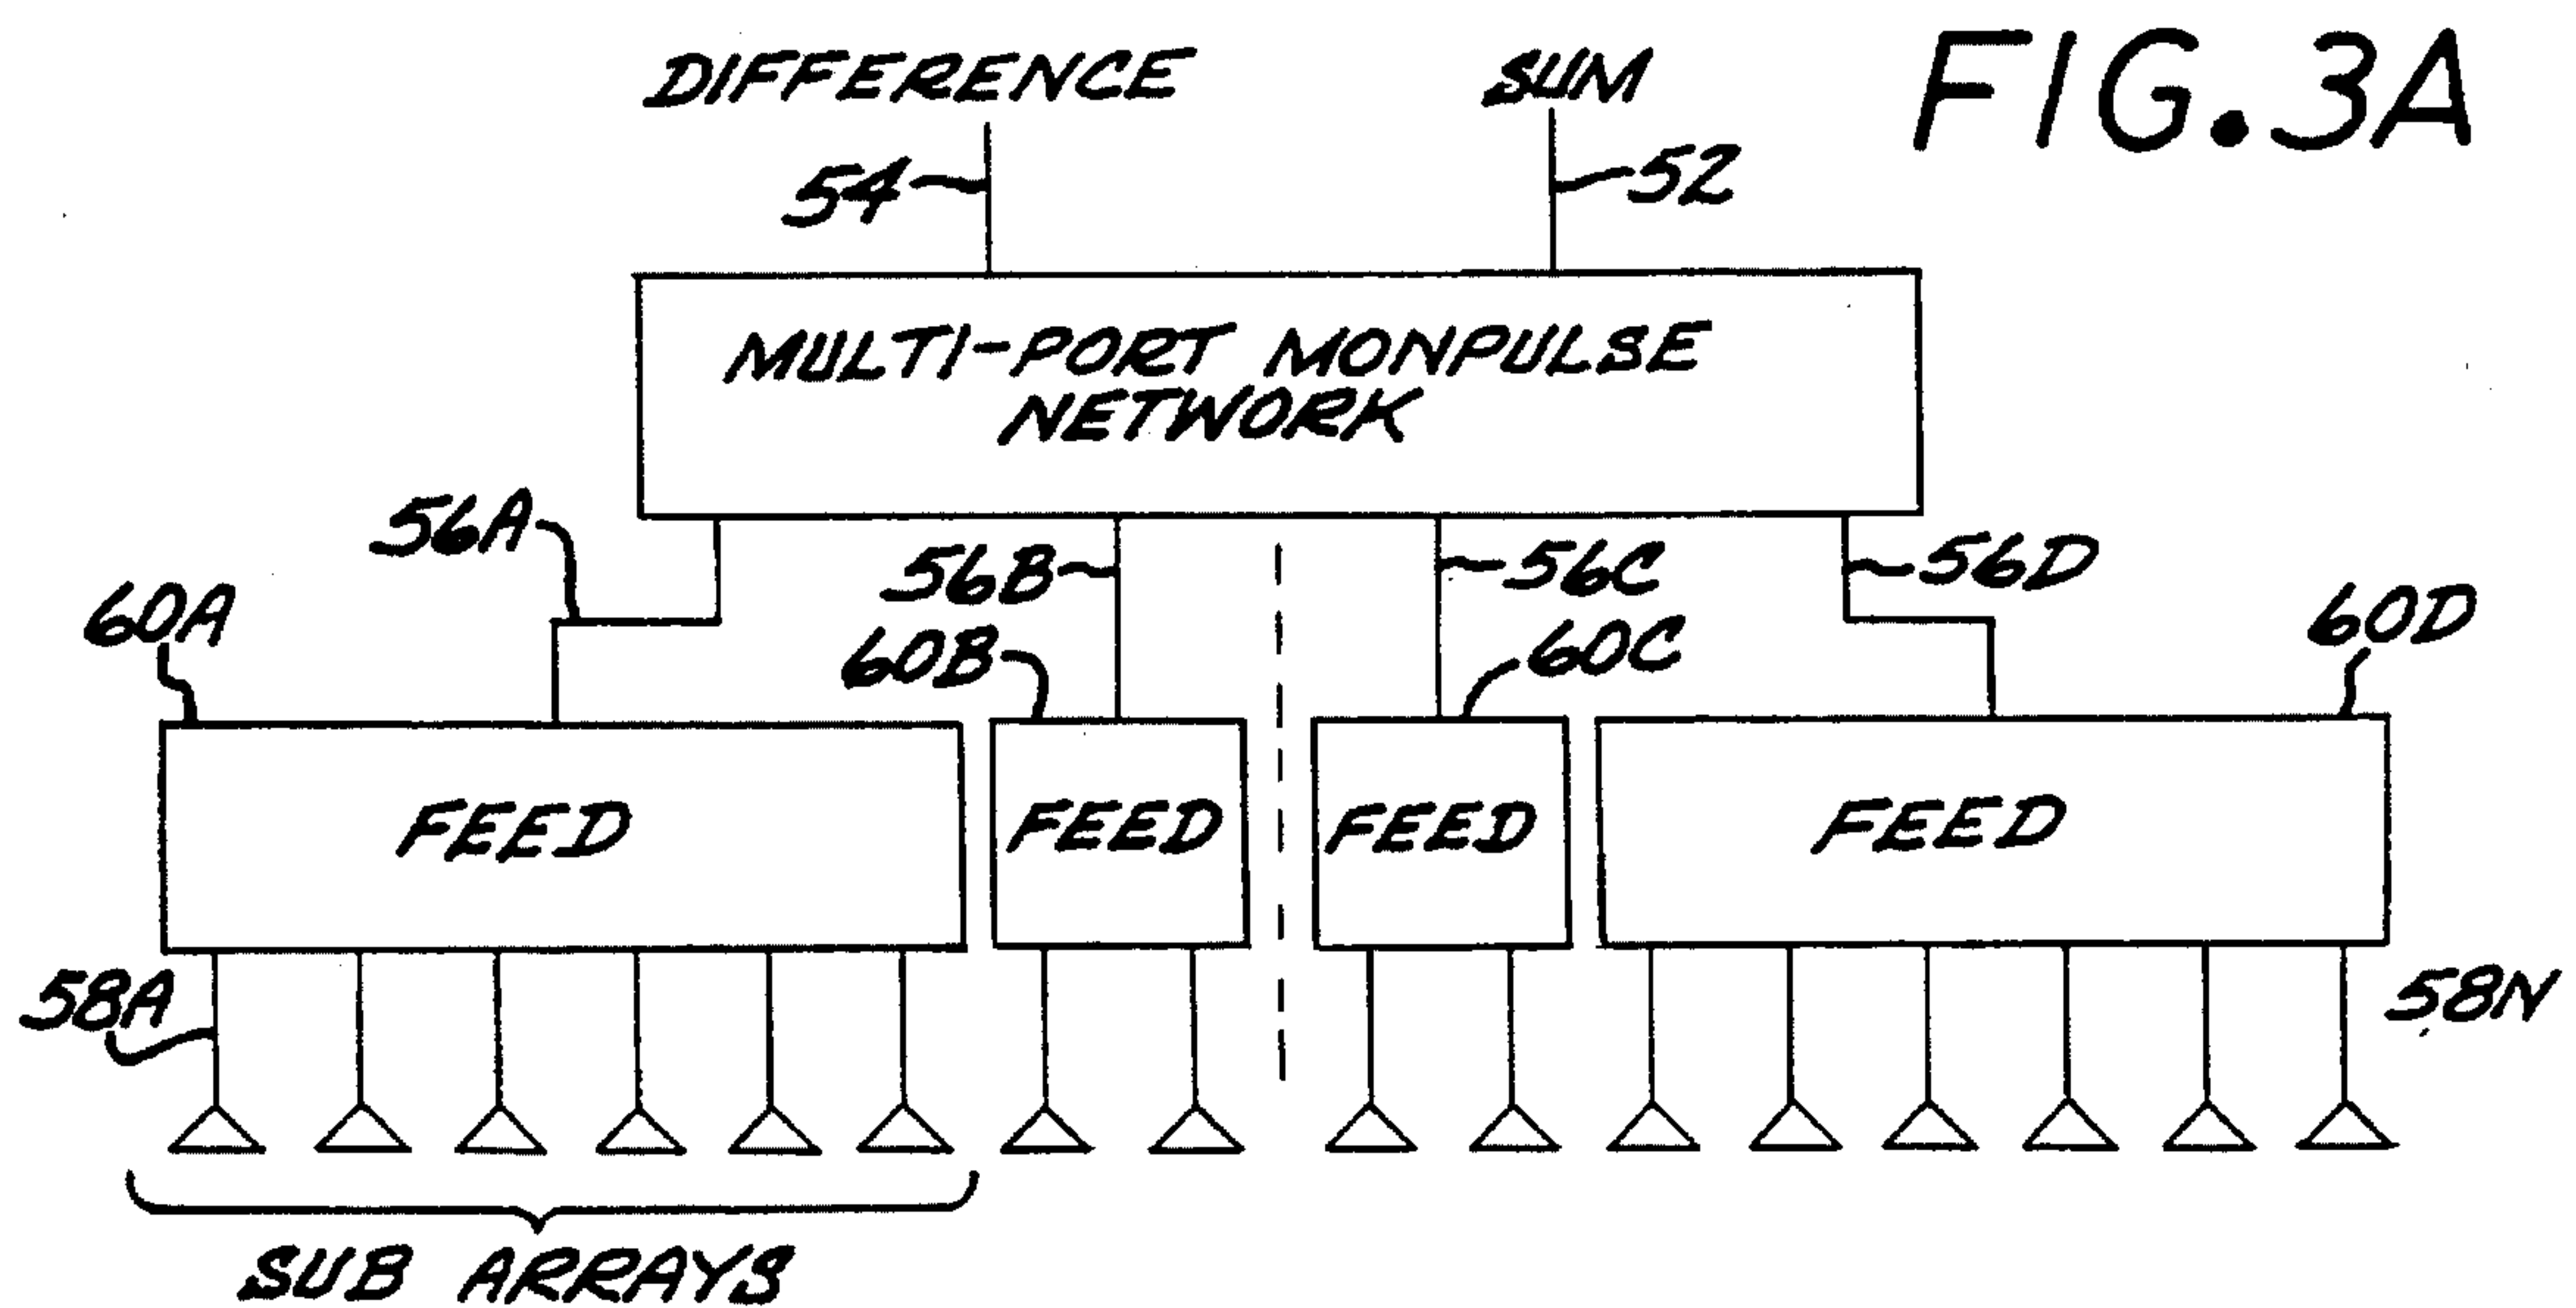 FIG. 3A
DIFFERENCE
SUM
54
52
MULTI-PORT MONPULSE
NETWORK
56A
56B
56C
56D
60A
60B
60C
60D
FEED
FEED
FEED
FEED
58A
58N
SUB ARRAYS